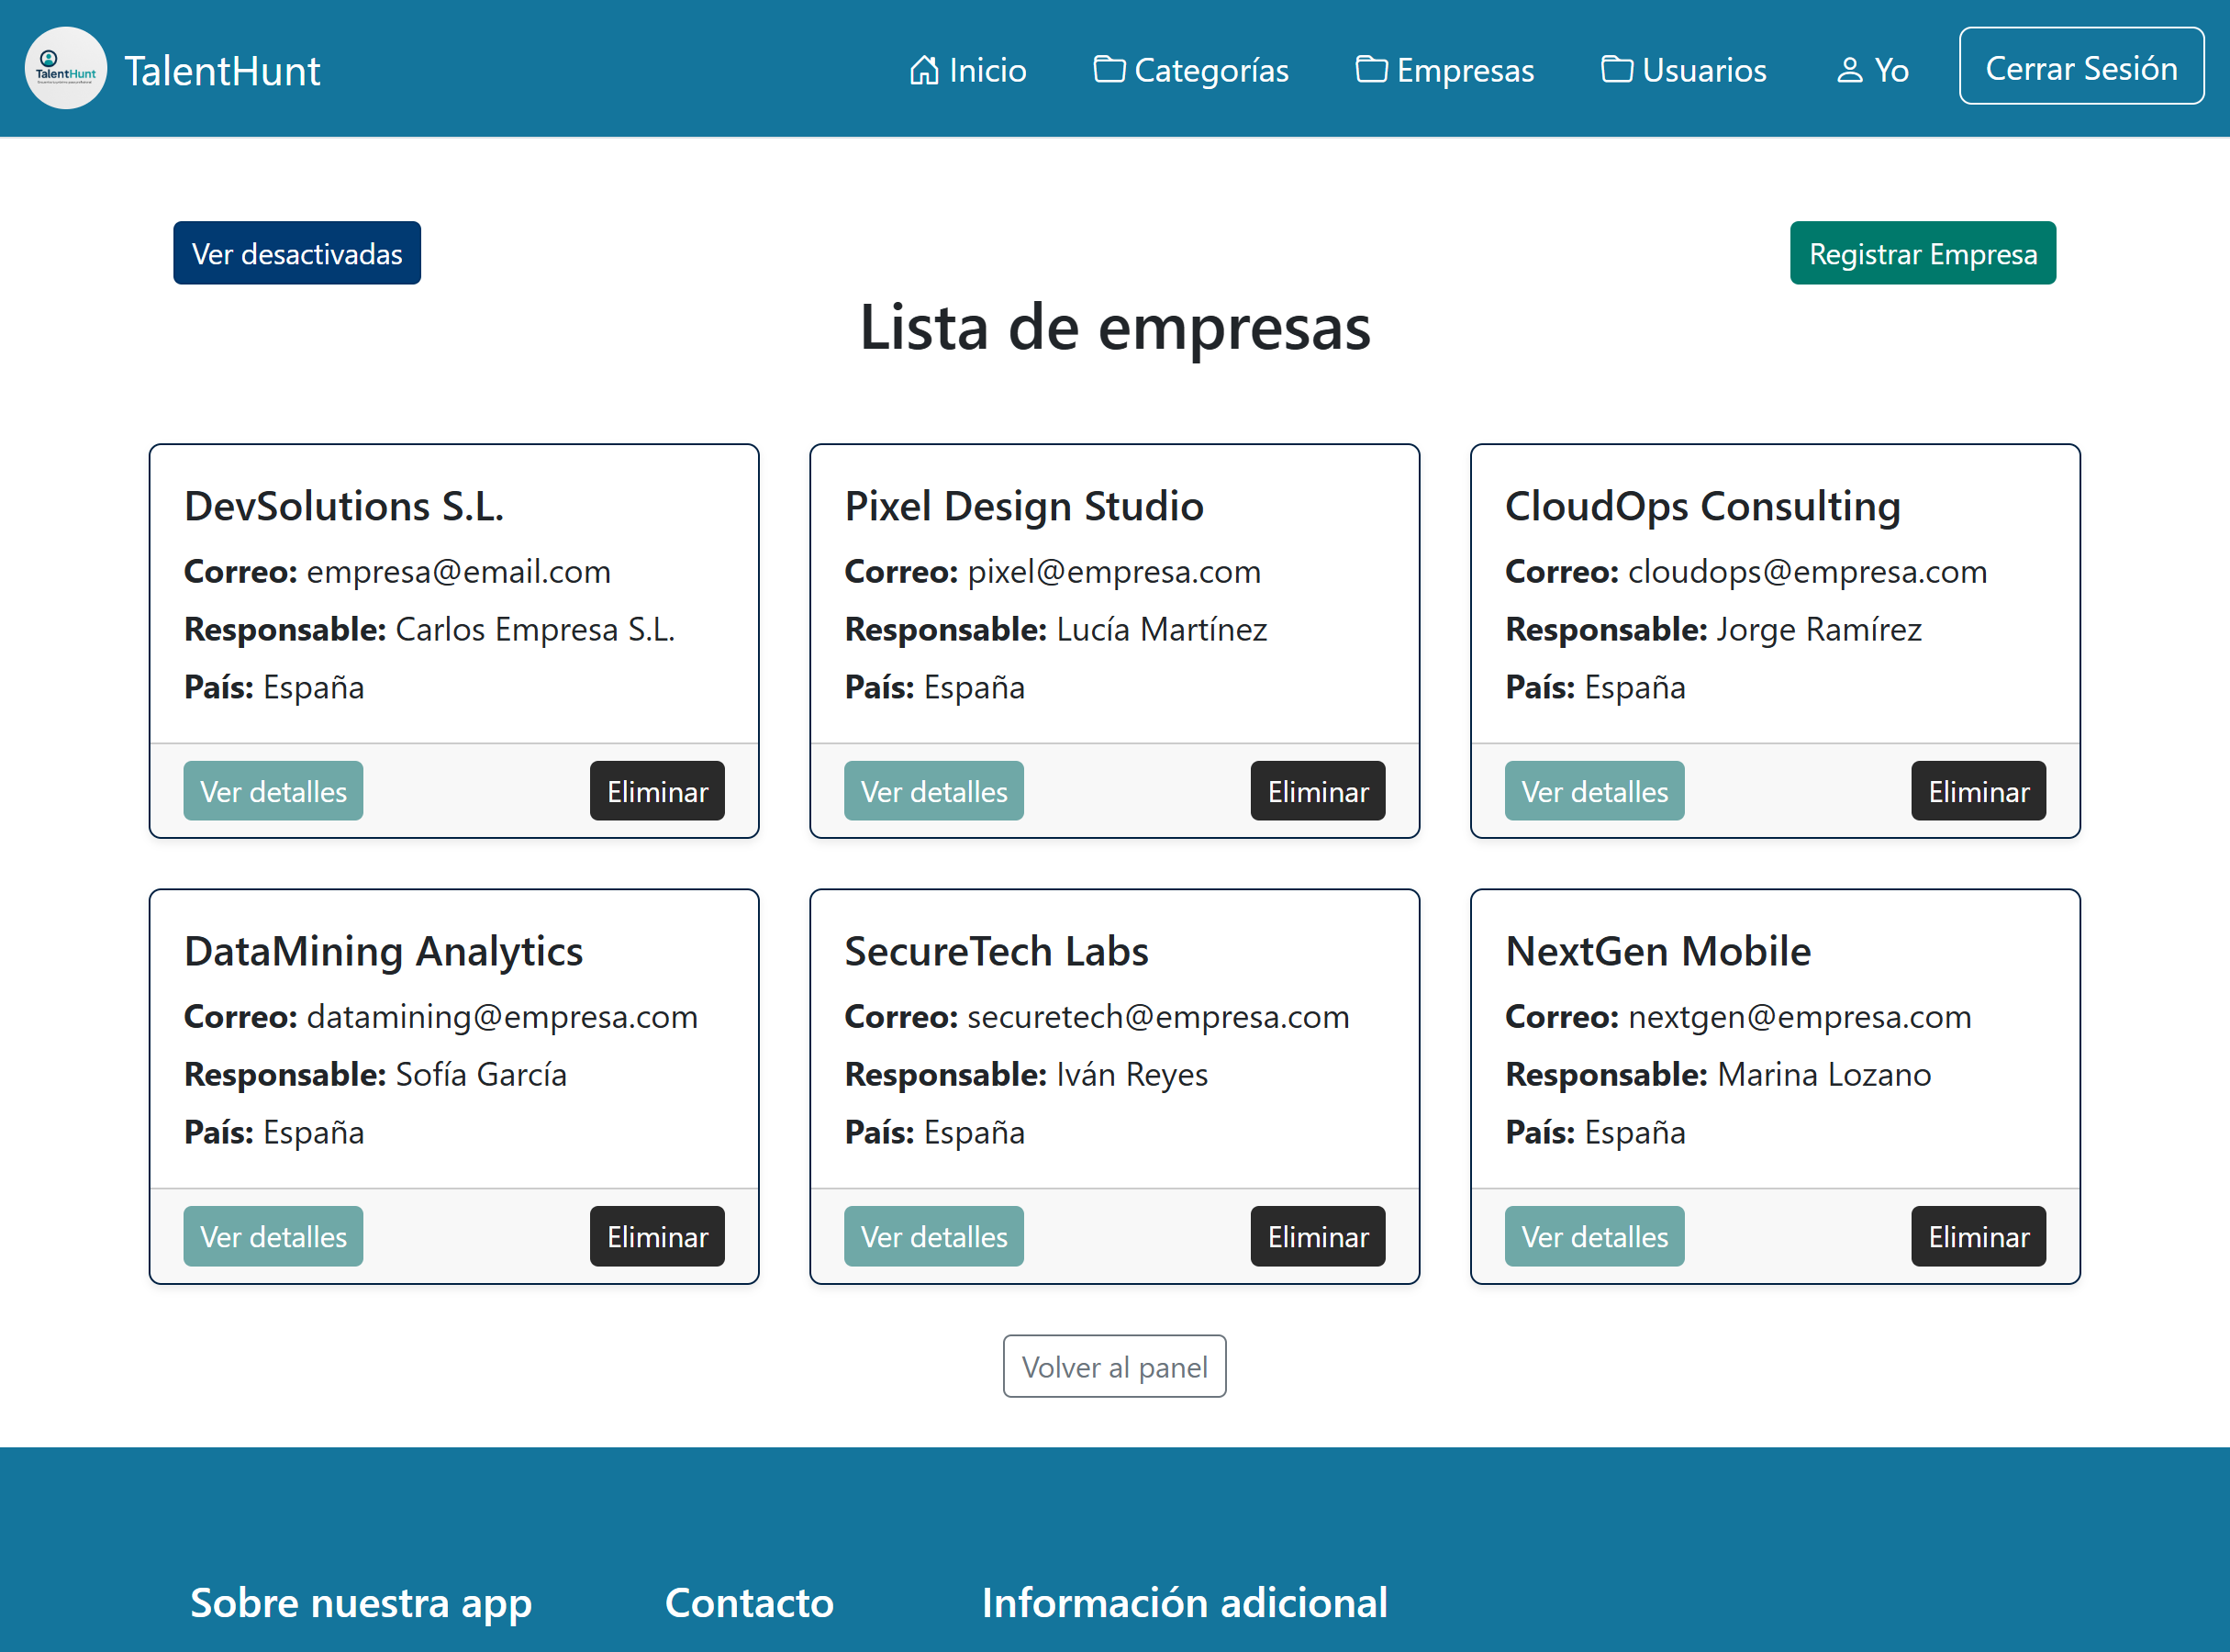 TalentHunt
TalentHunt
Inicio
Categorías
Empresas
Usuarios
Yo
Cerrar Sesión
Ver desactivadas
Registrar Empresa
Lista de empresas
DevSolutions S.L.
Correo: empresa@email.com
Responsable: Carlos Empresa S.L.
País: España
Ver detalles
Eliminar
Pixel Design Studio
Correo: pixel@empresa.com
Responsable: Lucía Martínez
País: España
Ver detalles
Eliminar
CloudOps Consulting
Correo: cloudops@empresa.com
Responsable: Jorge Ramírez
País: España
Ver detalles
Eliminar
DataMining Analytics
Correo: datamining@empresa.com
Responsable: Sofía García
País: España
Ver detalles
Eliminar
SecureTech Labs
Correo: securetech@empresa.com
Responsable: Iván Reyes
País: España
Ver detalles
Eliminar
NextGen Mobile
Correo: nextgen@empresa.com
Responsable: Marina Lozano
País: España
Ver detalles
Eliminar
Volver al panel
Sobre nuestra app
Contacto
Información adicional